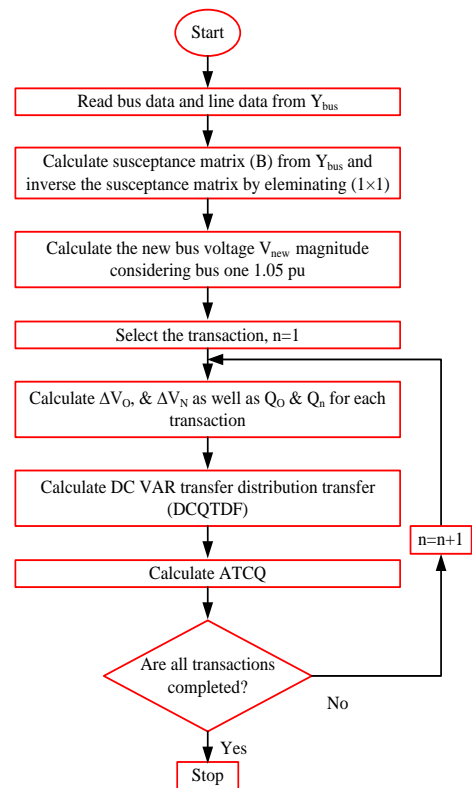 Start
Read bus data and line data from Y_bus
Calculate susceptance matrix (B) from Y_bus and
inverse the susceptance matrix by eleminating (1×1)
Calculate the new bus voltage V_new magnitude
considering bus one 1.05 pu
Select the transaction, n=1
Calculate ΔV_O, & ΔV_N as well as Q_O & Q_n for each
transaction
Calculate DC VAR transfer distribution transfer
(DCQTDF)
n=n+1
Calculate ATCQ
Are all transactions
completed?
No
Yes
Stop